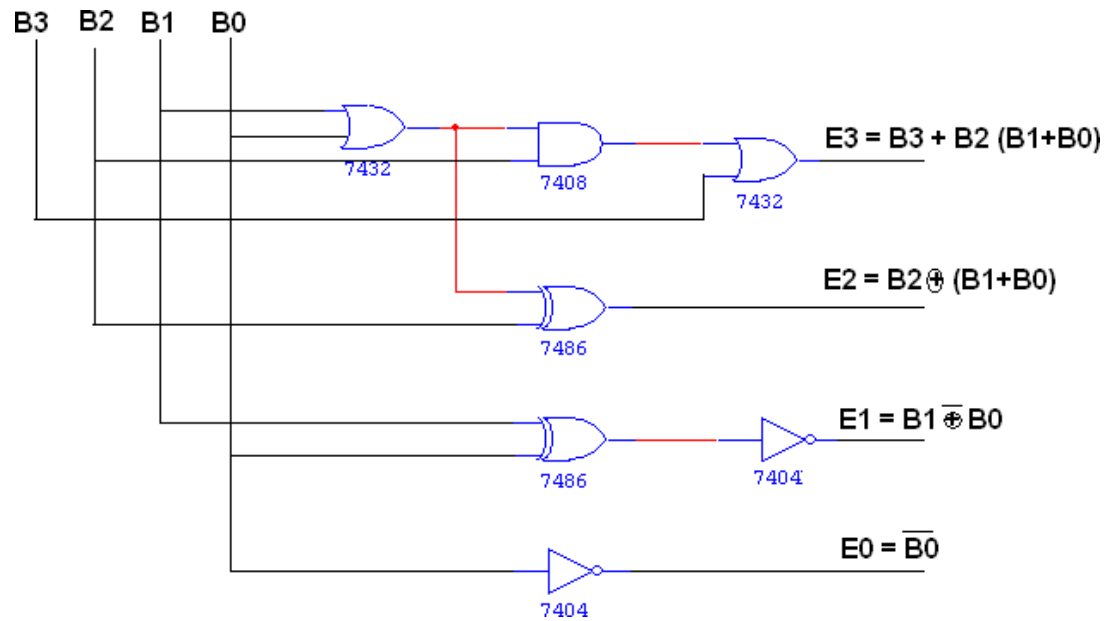 B3 B2 B1 B0
E3 = B3 + B2 (B1+B0)
7432
7408
7432
E2 = B2 ⊕ (B1+B0)
7486
E1 = B1 ⊕̅ B0
7486
7404
E0 = B̅0̅
7404